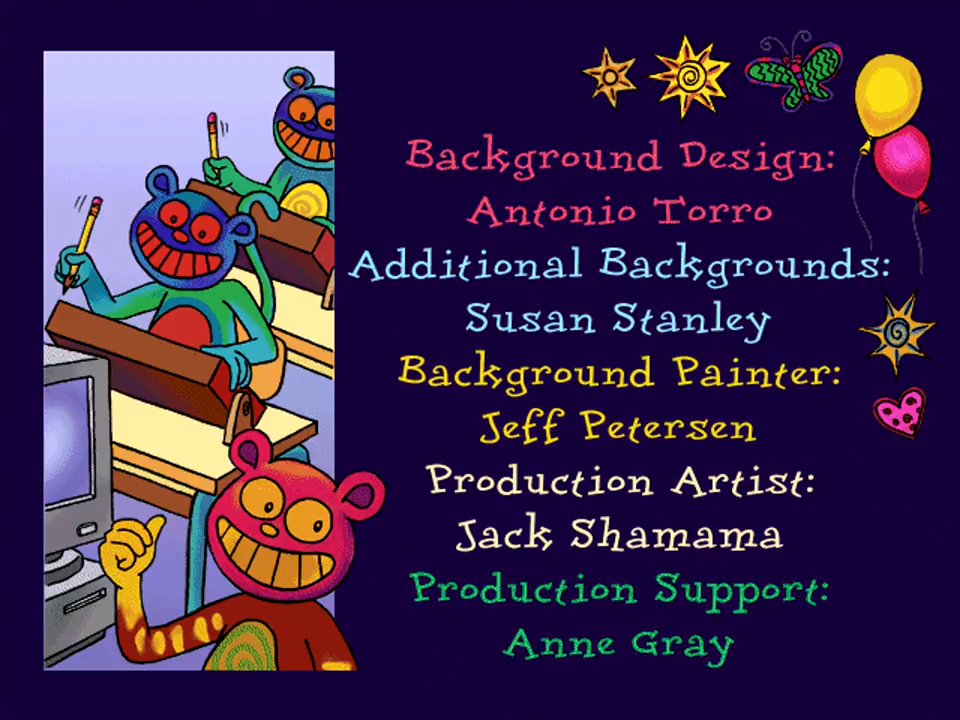 Background Design:
Antonio Torro
Additional Backgrounds:
Susan Stanley
Background Painter:
Jeff Petersen
Production Artist:
Jack Shamama
Production Support:
Anne Gray